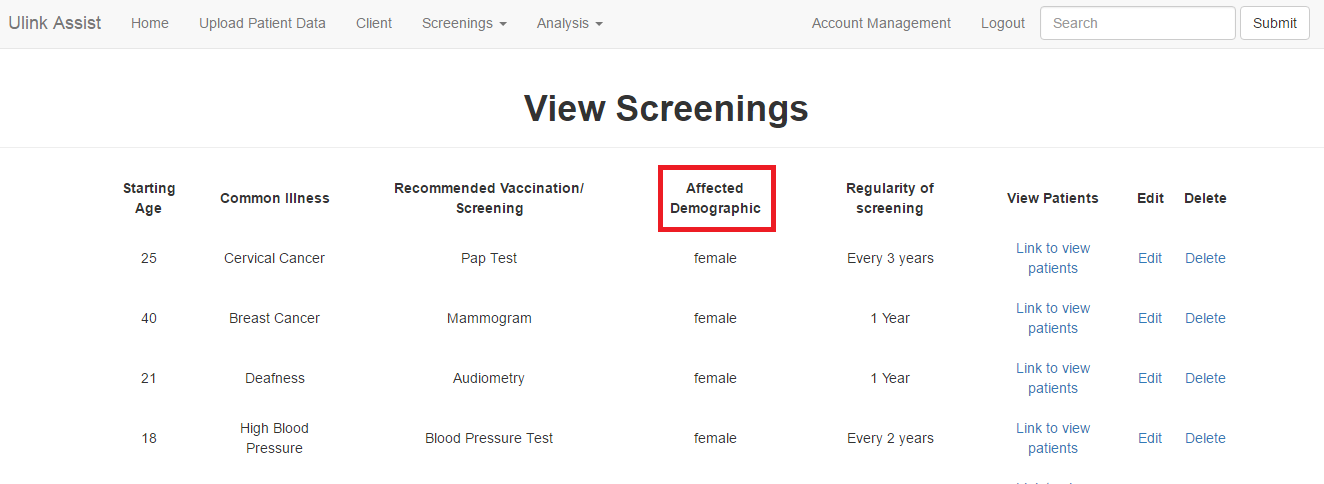 Ulink Assist Home Upload Patient Data Client Screenings Analysis Account Management Logout Search Submit
View Screenings
Starting Age Common Illness Recommended Vaccination/ Screening Affected Demographic Regularity of screening View Patients Edit Delete
25 Cervical Cancer Pap Test female Every 3 years Link to view patients Edit Delete
40 Breast Cancer Mammogram female 1 Year Link to view patients Edit Delete
21 Deafness Audiometry female 1 Year Link to view patients Edit Delete
18 High Blood Pressure Blood Pressure Test female Every 2 years Link to view patients Edit Delete